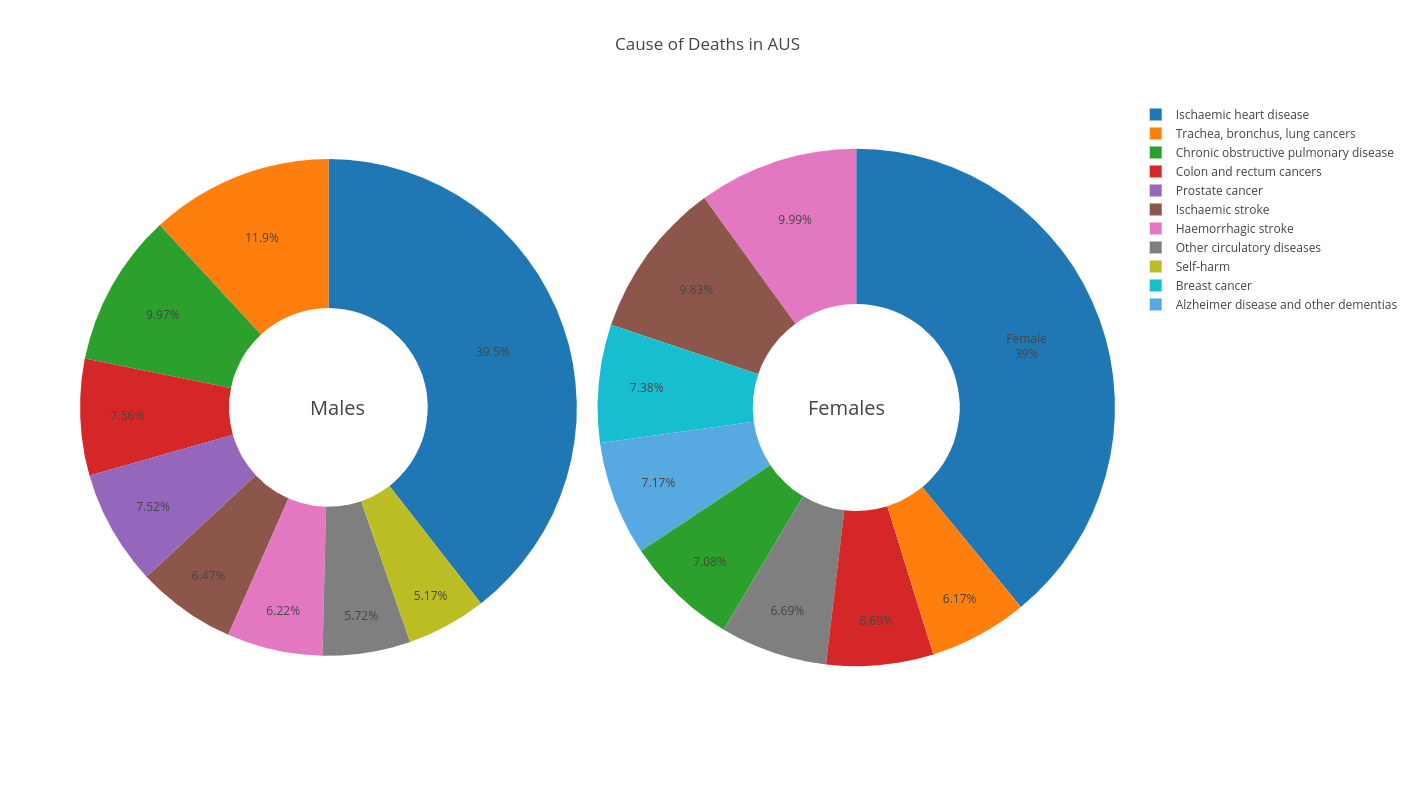 Cause of Deaths in AUS
Ischaemic heart disease
Trachea, bronchus, lung cancers
Chronic obstructive pulmonary disease
Colon and rectum cancers
Prostate cancer
Ischaemic stroke
Haemorrhagic stroke
Other circulatory diseases
Self-harm
Breast cancer
Alzheimer disease and other dementias
Males
39.5%
11.9%
9.97%
7.56%
7.52%
6.47%
6.22%
5.72%
5.17%
Females
Female
39%
9.99%
9.83%
7.38%
7.17%
7.08%
6.69%
6.69%
6.17%